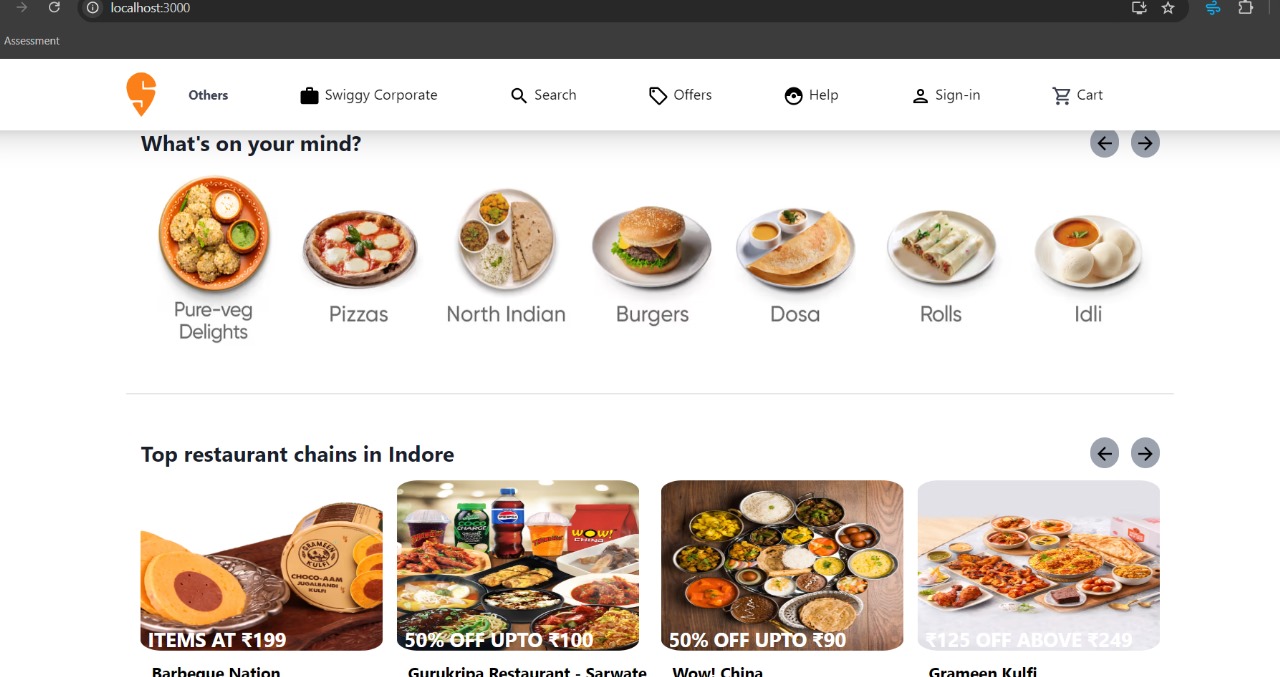 localhost:3000
Assessment
Others
Swiggy Corporate
Search
Offers
Help
Sign-in
Cart
What's on your mind?
Pure-veg
Delights
Pizzas
North Indian
Burgers
Dosa
Rolls
Idli
Top restaurant chains in Indore
GRAMEEN
KULFI
CHOCO-AAM
JUGALBANDI
KULFI
COCO
CHARGE
pepsi
WOW!
CHINA
ITEMS AT ₹199
50% OFF UPTO ₹100
50% OFF UPTO ₹90
₹125 OFF ABOVE ₹249
Barbeque Nation
Gurukripa Restaurant - Sarwate
Wow! China
Grameen Kulfi